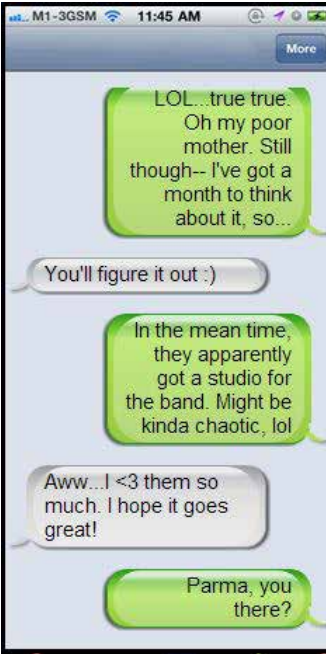 M1-3GSM 11:45 AM
More
LOL...true true.
Oh my poor
mother. Still
though-- I've got a
month to think
about it, so...
You'll figure it out :)
In the mean time,
they apparently
got a studio for
the band. Might be
kinda chaotic, lol
Aww...I <3 them so
much. I hope it goes
great!
Parma, you
there?